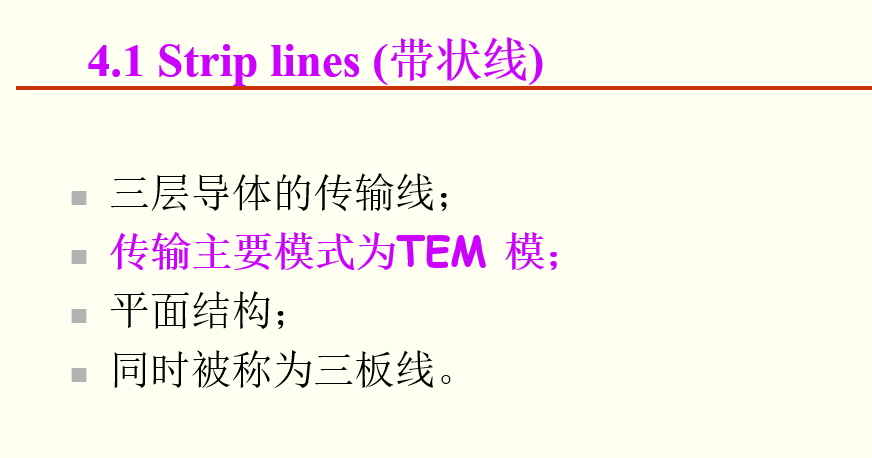 4.1 Strip lines (带状线)
三层导体的传输线；
传输主要模式为TEM 模；
平面结构；
同时被称为三板线。